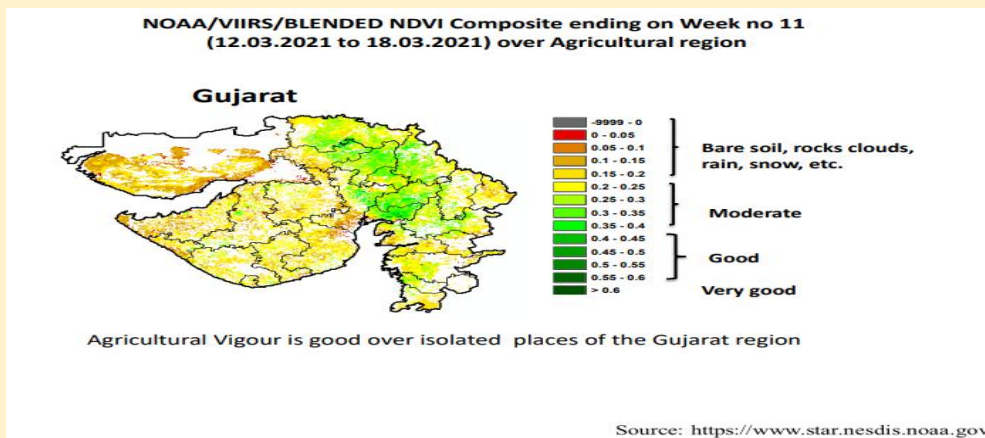 NOAA/VIIRS/BLENDED NDVI Composite ending on Week no 11
(12.03.2021 to 18.03.2021) over Agricultural region
Gujarat
-9999 - 0
0 - 0.05
0.05 - 0.1
0.1 - 0.15
0.15 - 0.2
0.2 - 0.25
0.25 - 0.3
0.3 - 0.35
0.35 - 0.4
0.4 - 0.45
0.45 - 0.5
0.5 - 0.55
0.55 - 0.6
> 0.6
Bare soil, rocks clouds,
rain, snow, etc.
Moderate
Good
Very good
Agricultural Vigour is good over isolated places of the Gujarat region
Source: https://www.star.nesdis.noaa.gov